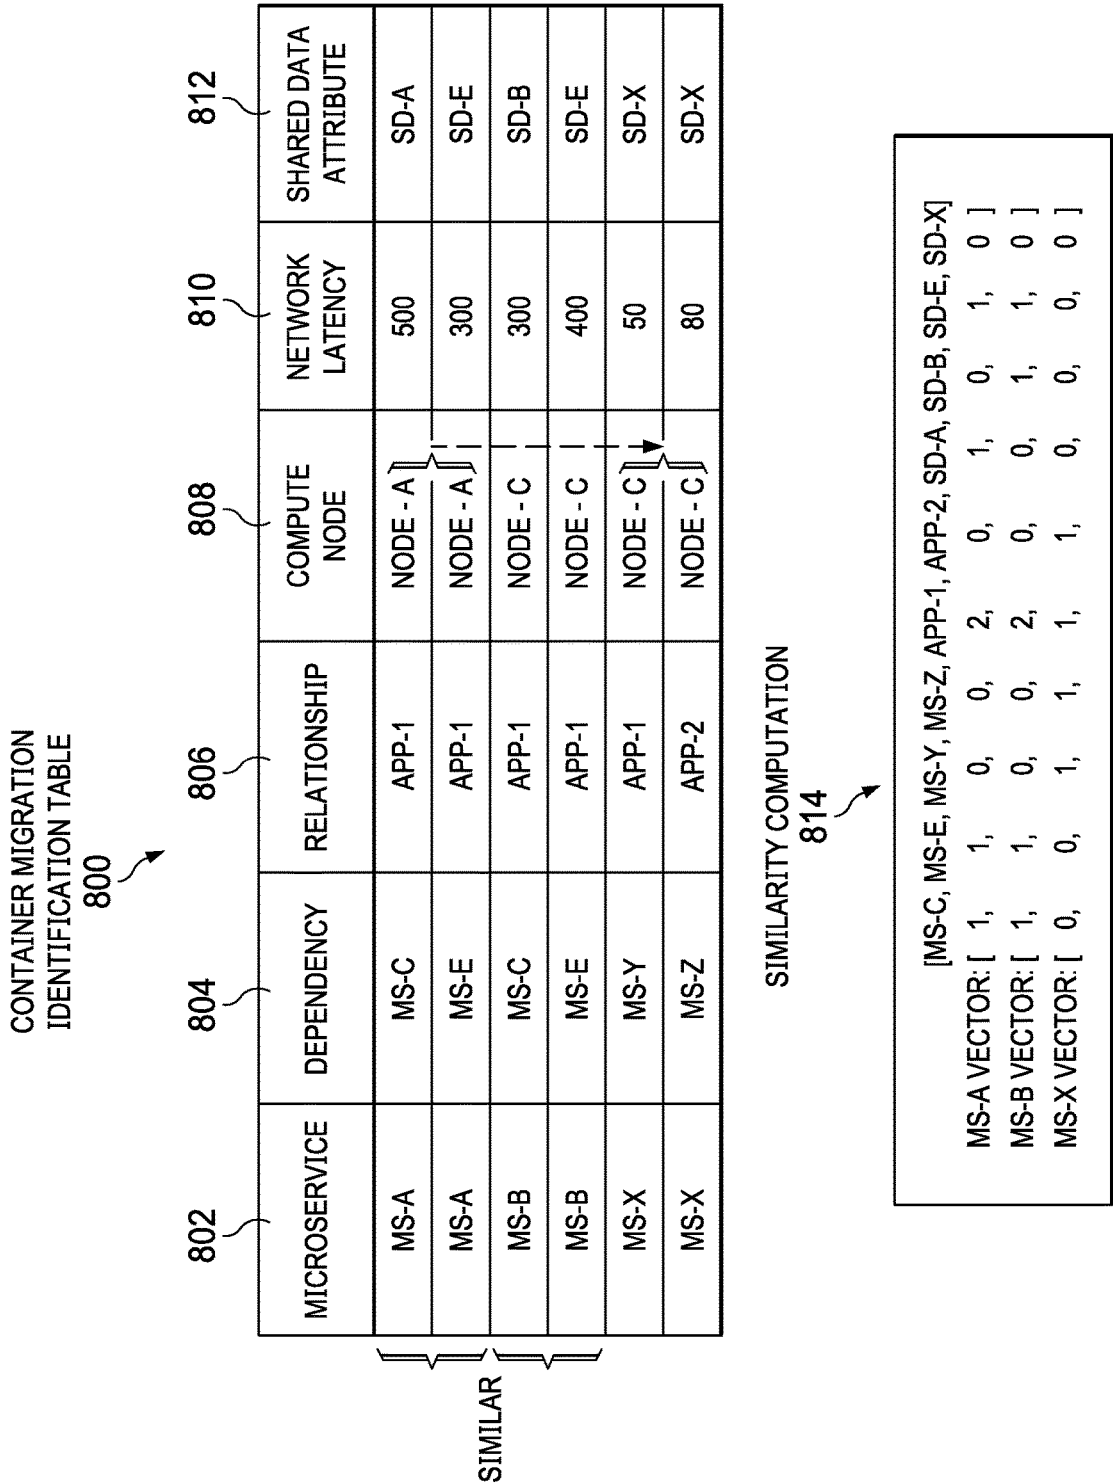 CONTAINER MIGRATION
IDENTIFICATION TABLE
800
802 804 806 808 810 812
MICROSERVICE DEPENDENCY RELATIONSHIP COMPUTE NODE NETWORK LATENCY SHARED DATA ATTRIBUTE
MS-A MS-C APP-1 NODE - A 500 SD-A
MS-A MS-E APP-1 NODE - A 300 SD-E
MS-B MS-C APP-1 NODE - C 300 SD-B
MS-B MS-E APP-1 NODE - C 400 SD-E
MS-X MS-Y APP-1 NODE - C 50 SD-X
MS-X MS-Z APP-2 NODE - C 80 SD-X
SIMILAR
SIMILARITY COMPUTATION
814
[MS-C, MS-E, MS-Y, MS-Z, APP-1, APP-2, SD-A, SD-B, SD-E, SD-X]
MS-A VECTOR: [ 1, 1, 0, 0, 2, 0, 1, 0, 1, 0 ]
MS-B VECTOR: [ 1, 1, 0, 0, 2, 0, 0, 1, 1, 0 ]
MS-X VECTOR: [ 0, 0, 1, 1, 1, 1, 0, 0, 0, 0 ]